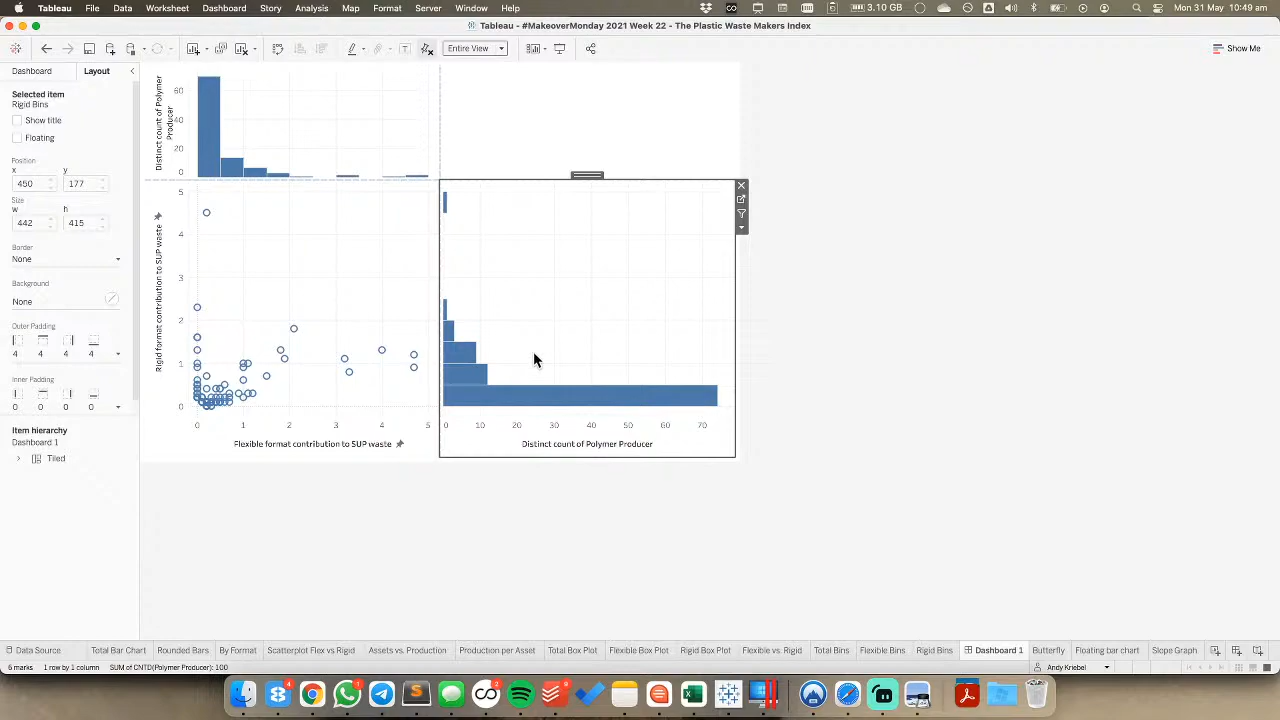 Tableau File Data Worksheet Dashboard Story Analysis Map Format Server Window Help 3.10 GB Mon 31 May 10:49 am
Tableau - #MakeoverMonday 2021 Week 22 - The Plastic Waste Makers Index
Entire View Show Me
Dashboard Layout
Selected item
Rigid Bins
Show title
Floating
Position
x y
450 177
Size
w h
442 415
Border
None
Background
None
Outer Padding
4 4 4 4
Inner Padding
0 0 0 0
Item hierarchy
Dashboard 1
Tiled
Distinct count of Polymer
Producer
60
40
20
0
Rigid format contribution to SUP waste
5
4
3
2
1
0
0 1 2 3 4 5
Flexible format contribution to SUP waste
0 10 20 30 40 50 60 70
Distinct count of Polymer Producer
Data Source Total Bar Chart Rounded Bars By Format Scatterplot Flex vs Rigid Assets vs. Production Production per Asset Total Box Plot Flexible Box Plot Rigid Box Plot Flexible vs. Rigid Total Bins Flexible Bins Rigid Bins Dashboard 1 Butterfly Floating bar chart Slope Graph
6 marks 1 row by 1 column SUM of CNTD(Polymer Producer): 100 Andy Kriebel